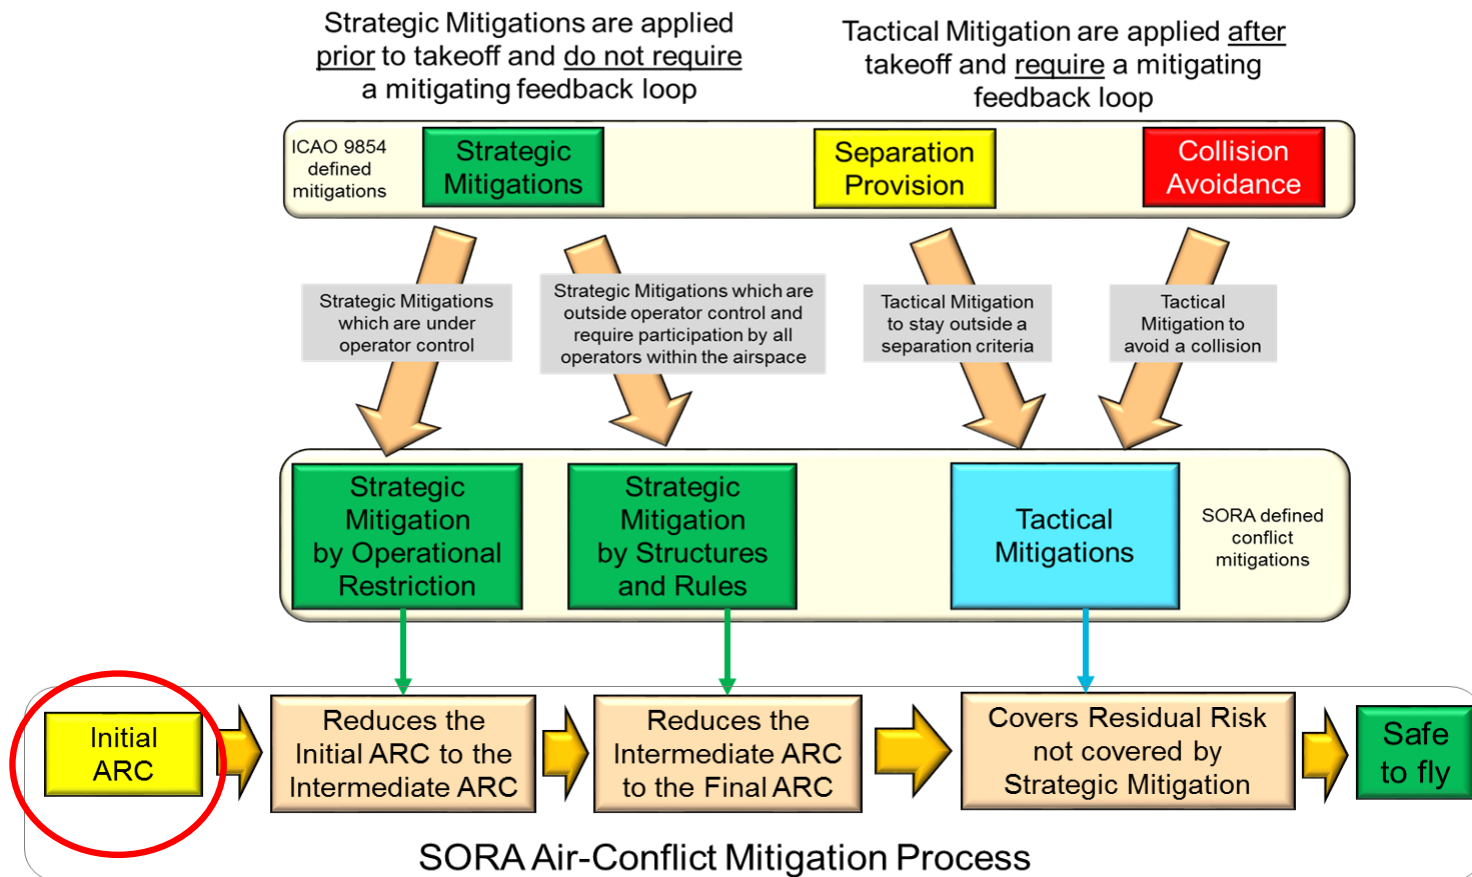 Strategic Mitigations are applied
prior to takeoff and do not require
a mitigating feedback loop
Tactical Mitigation are applied after
takeoff and require a mitigating
feedback loop
ICAO 9854
defined
mitigations
Strategic
Mitigations
Separation
Provision
Collision
Avoidance
Strategic Mitigations
which are under
operator control
Strategic Mitigations which are
outside operator control and
require participation by all
operators within the airspace
Tactical Mitigation
to stay outside a
separation criteria
Tactical
Mitigation to
avoid a collision
Strategic
Mitigation
by Operational
Restriction
Strategic
Mitigation
by Structures
and Rules
Tactical
Mitigations
SORA defined
conflict
mitigations
Initial
ARC
Reduces the
Initial ARC to the
Intermediate ARC
Reduces the
Intermediate ARC
to the Final ARC
Covers Residual Risk
not covered by
Strategic Mitigation
Safe
to fly
SORA Air-Conflict Mitigation Process